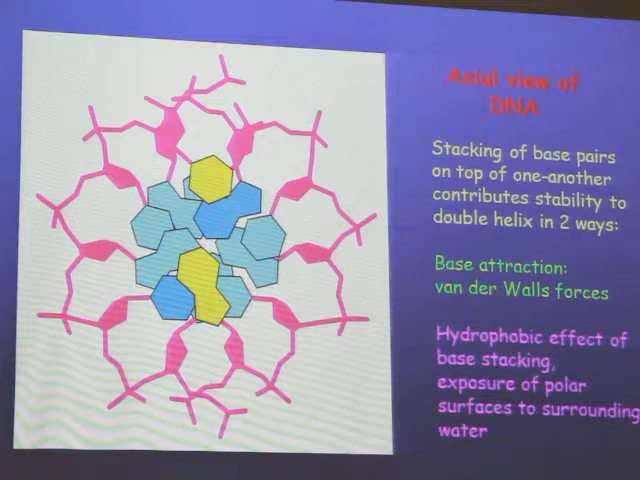 Axial view of
DNA
Stacking of base pairs
on top of one-another
contributes stability to
double helix in 2 ways:
Base attraction:
van der Walls forces
Hydrophobic effect of
base stacking,
exposure of polar
surfaces to surrounding
water